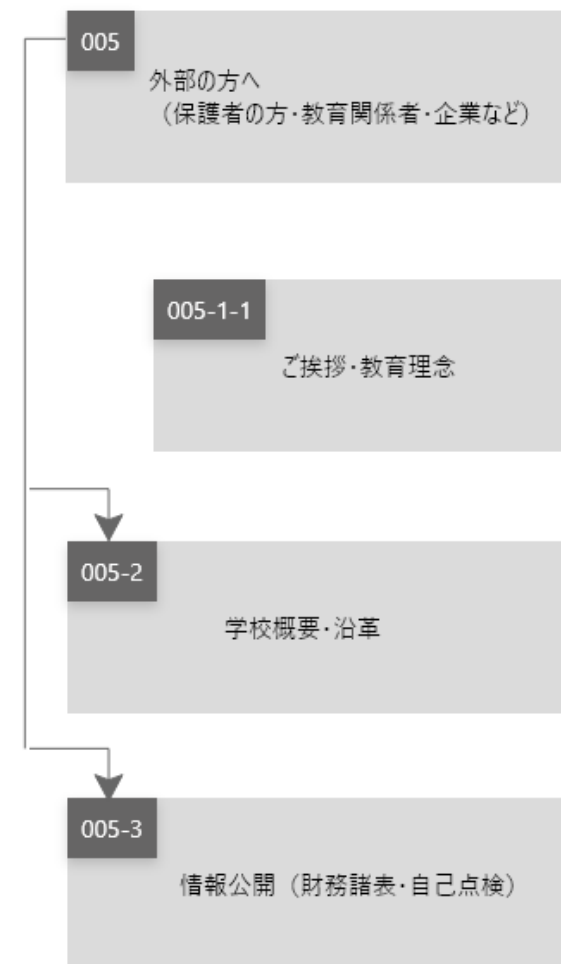 005
外部の方へ
（保護者の方･教育関係者･企業など）
005-1-1
ご挨拶･教育理念
005-2
学校概要･沿革
005-3
情報公開（財務諸表･自己点検）